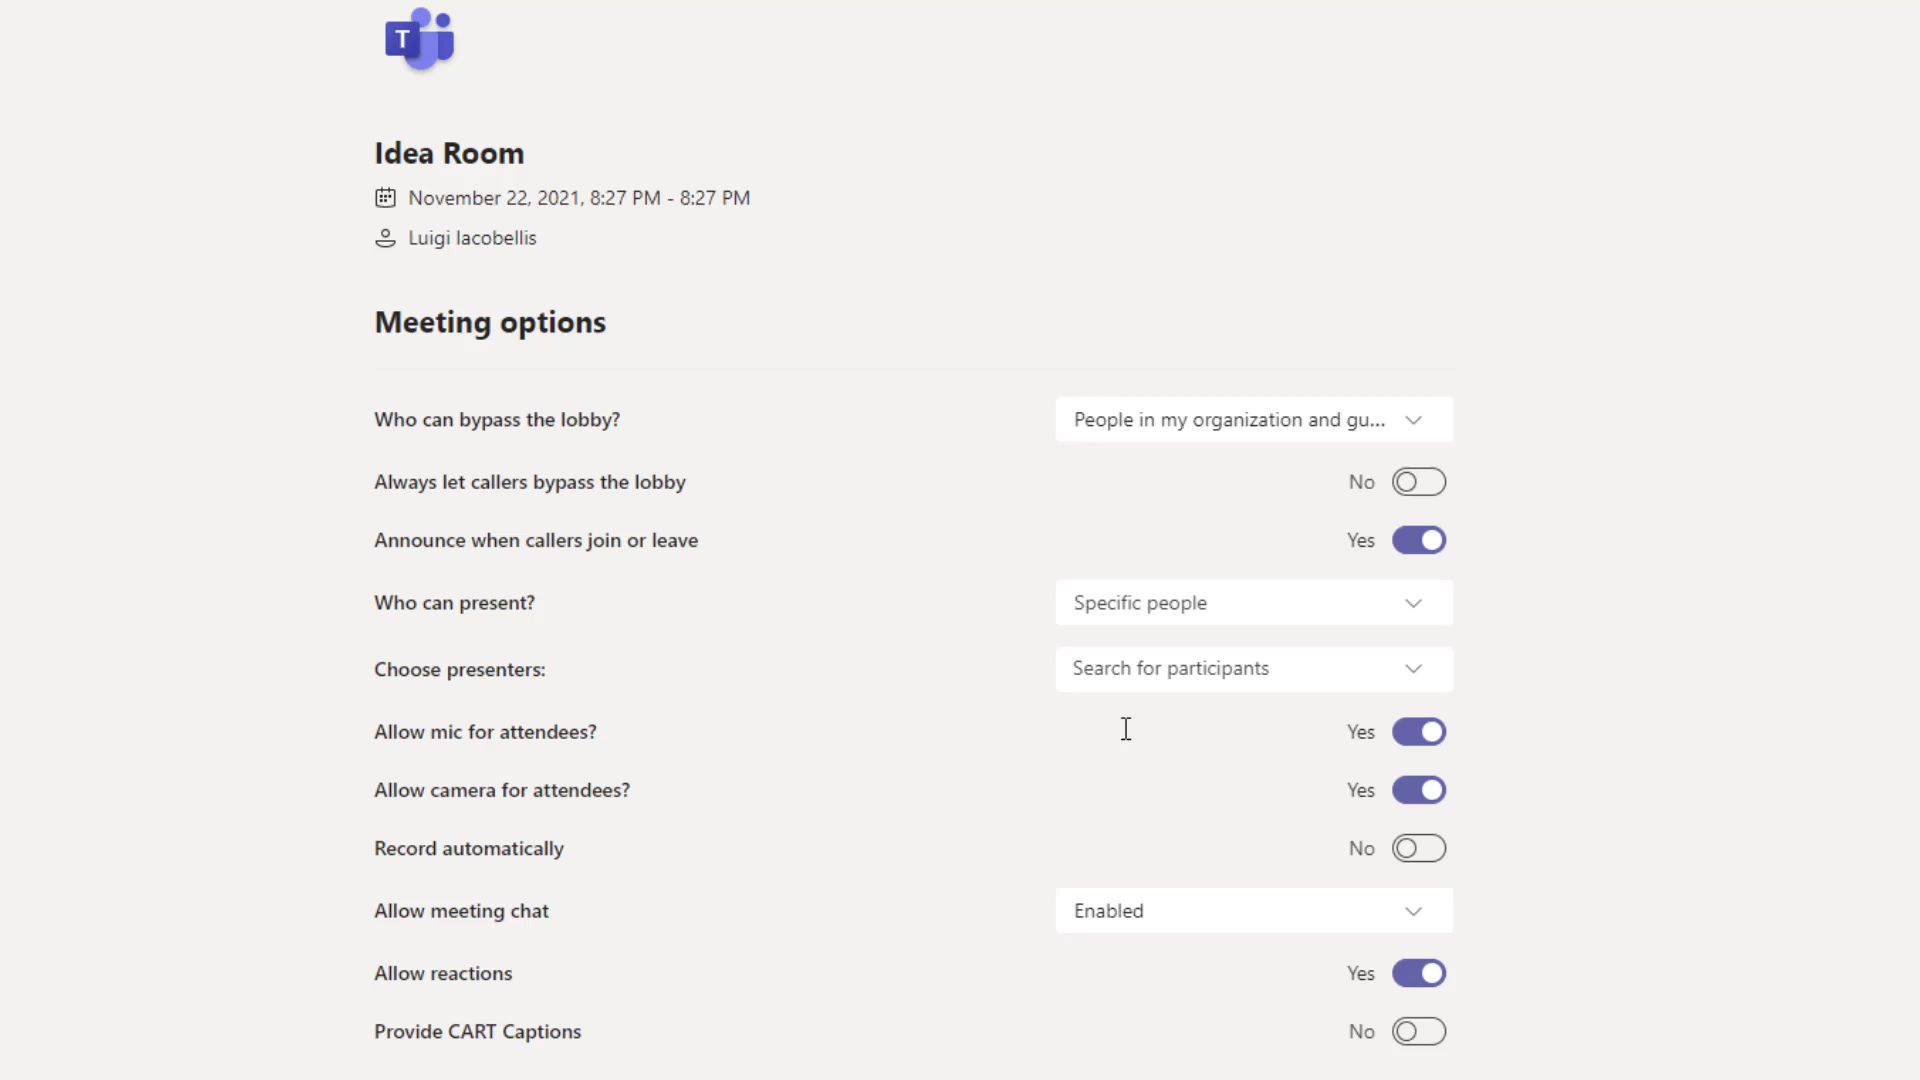 T
Idea Room
November 22, 2021, 8:27 PM - 8:27 PM
Luigi Iacobellis
Meeting options
Who can bypass the lobby? People in my organization and gu...
Always let callers bypass the lobby No
Announce when callers join or leave Yes
Who can present? Specific people
Choose presenters: Search for participants
Allow mic for attendees? Yes
Allow camera for attendees? Yes
Record automatically No
Allow meeting chat Enabled
Allow reactions Yes
Provide CART Captions No